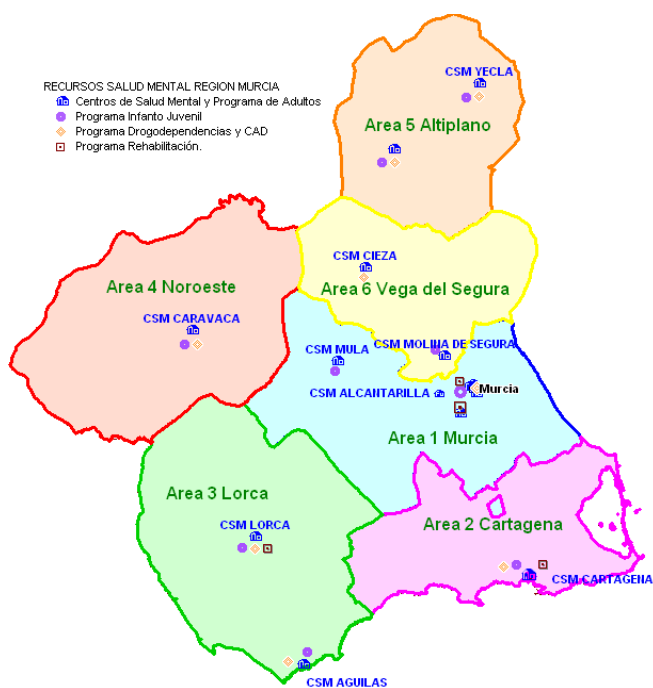 CSM YECLA
RECURSOS SALUD MENTAL REGION MURCIA
Centros de Salud Mental y Programa de Adultos
Programa Infanto Juvenil
Programa Drogodependencias y CAD
Programa Rehabilitación.
Area 5 Altiplano
CSM CIEZA
Area 4 Noroeste
Area 6 Vega del Segura
CSM CARAVACA
CSM MULA
CSM MOLINA DE SEGURA
CSM ALCANTARILLA
Murcia
Area 1 Murcia
Area 3 Lorca
CSM LORCA
Area 2 Cartagena
CSM CARTAGENA
CSM AGUILAS